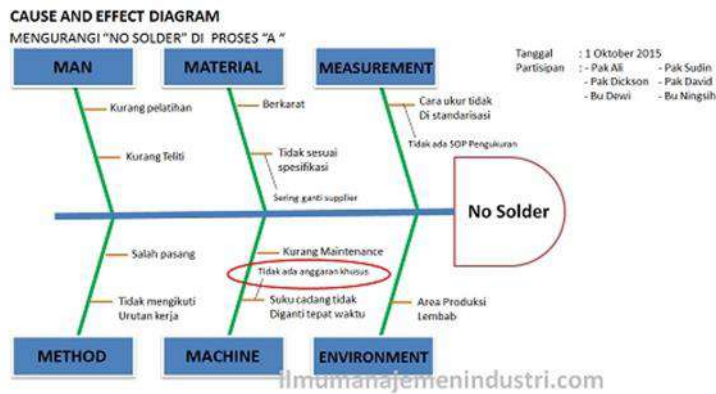 CAUSE AND EFFECT DIAGRAM
MENGURANGI "NO SOLDER" DI PROSES "A "
Tanggal : 1 Oktober 2015
Partisipan : - Pak Ali - Pak Sudin
- Pak Dickson - Pak David
- Bu Dewi - Bu Ningsih
MAN
MATERIAL
MEASUREMENT
Kurang pelatihan
Kurang Teliti
Berkarat
Tidak sesuai
spesifikasi
Sering ganti supplier
Cara ukur tidak
Di standarisasi
Tidak ada SOP Pengukuran
No Solder
Salah pasang
Tidak mengikuti
Urutan kerja
Kurang Maintenance
Tidak ada anggaran khusus
Suku cadang tidak
Diganti tepat waktu
Area Produksi
Lembab
METHOD
MACHINE
ENVIRONMENT
ilmumanajemenindustri.com